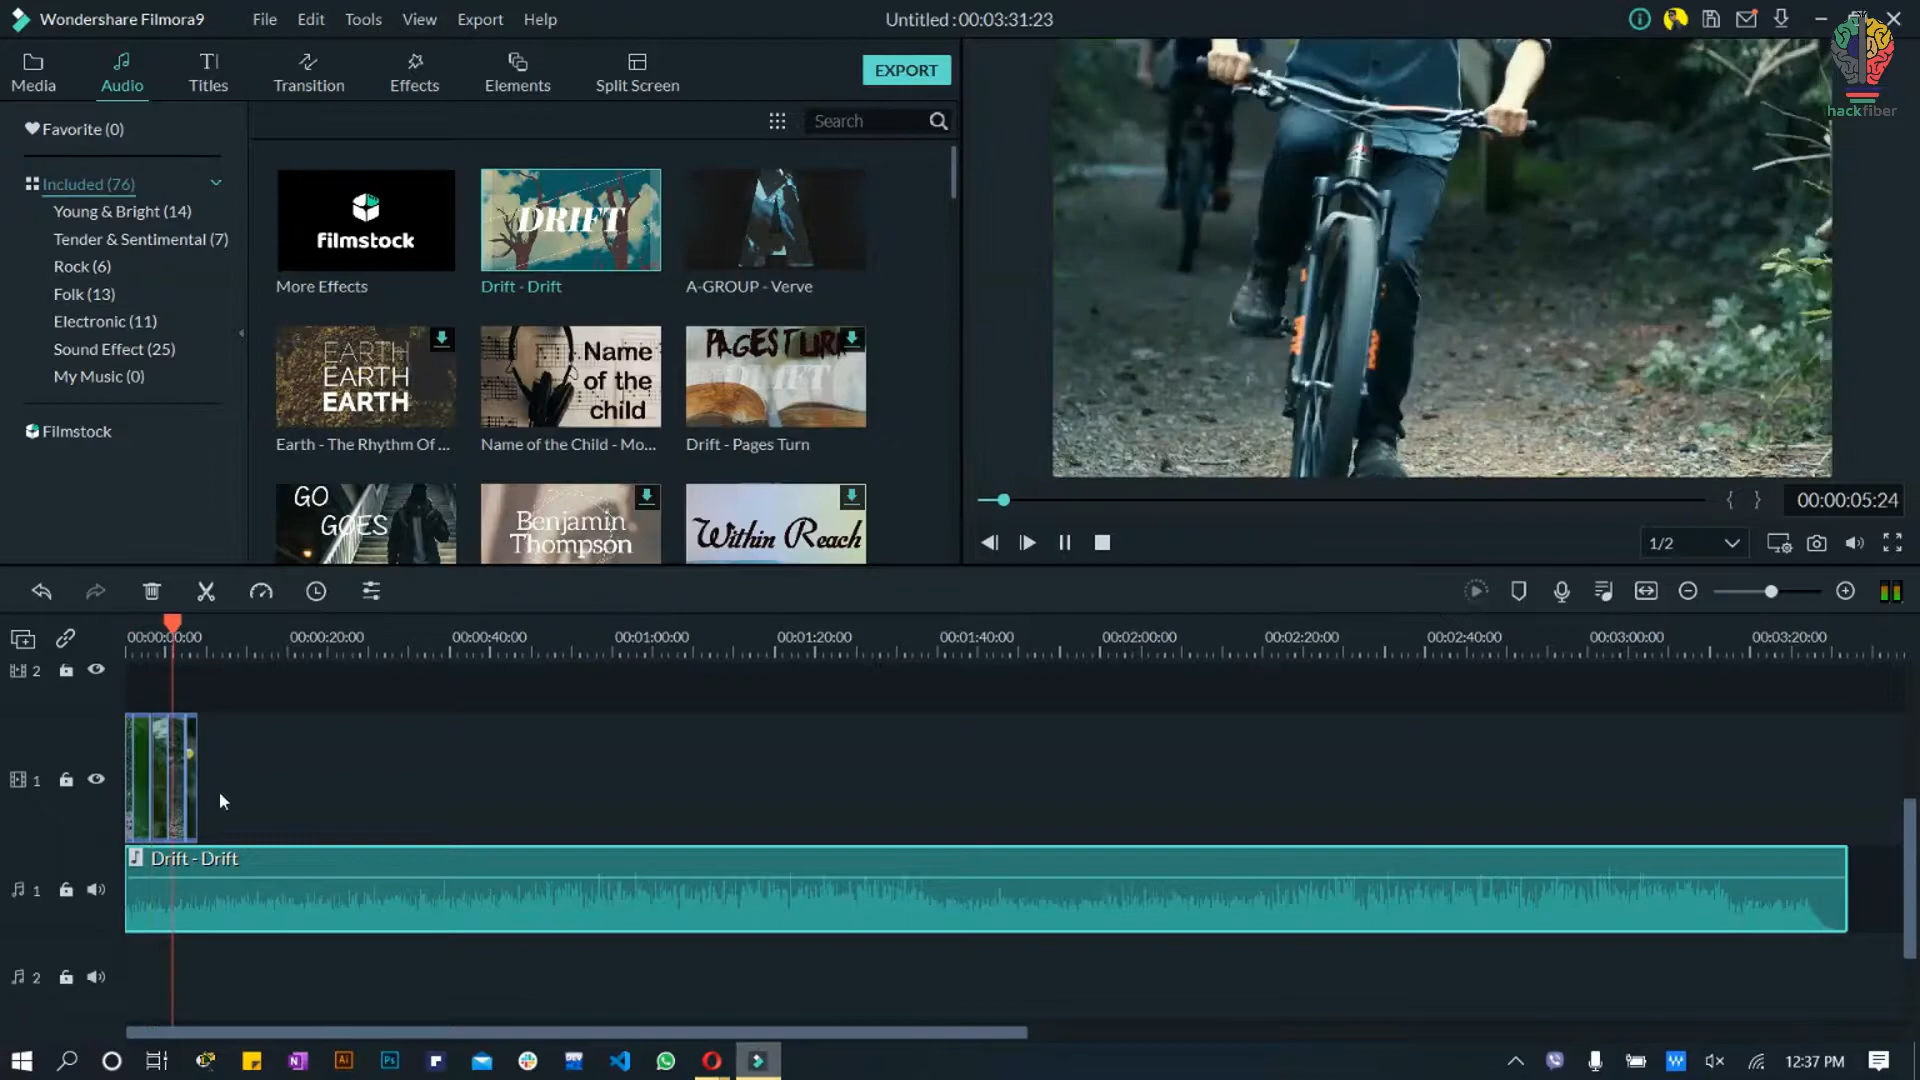 Wondershare Filmora9 File Edit Tools View Export Help Untitled : 00:03:31:23
Media Audio Titles Transition Effects Elements Split Screen EXPORT
hackfiber
Favorite (0)
Search
Included (76)
Young & Bright (14)
Tender & Sentimental (7)
Rock (6)
Folk (13)
Electronic (11)
Sound Effect (25)
My Music (0)
Filmstock
filmstock
DRIFT
A
More Effects
Drift - Drift
A-GROUP - Verve
EARTH
EARTH
EARTH
Name
of the
child
PAGES TURN
Earth - The Rhythm Of ...
Name of the Child - Mo...
Drift - Pages Turn
GO
GOES
Benjamin
Thompson
Within Reach
00:00:05:24
1/2
00:00:00:00 00:00:20:00 00:00:40:00 00:01:00:00 00:01:20:00 00:01:40:00 00:02:00:00 00:02:20:00 00:02:40:00 00:03:00:00 00:03:20:00
2
1
Drift - Drift
1
2
12:37 PM